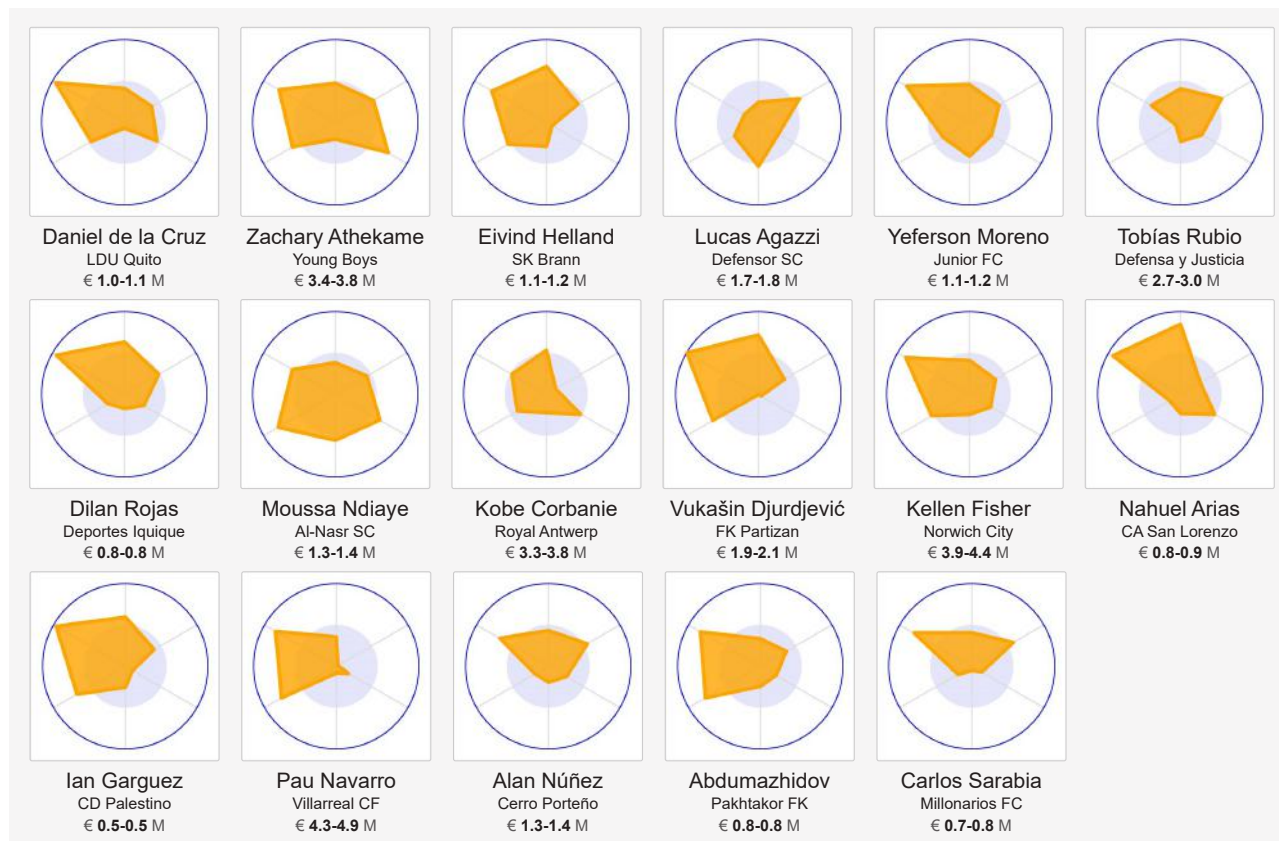 Daniel de la Cruz
LDU Quito
€ 1.0-1.1 M
Zachary Athekame
Young Boys
€ 3.4-3.8 M
Eivind Helland
SK Brann
€ 1.1-1.2 M
Lucas Agazzi
Defensor SC
€ 1.7-1.8 M
Yeferson Moreno
Junior FC
€ 1.1-1.2 M
Tobías Rubio
Defensa y Justicia
€ 2.7-3.0 M
Dilan Rojas
Deportes Iquique
€ 0.8-0.8 M
Moussa Ndiaye
Al-Nasr SC
€ 1.3-1.4 M
Kobe Corbanie
Royal Antwerp
€ 3.3-3.8 M
Vukašin Djurdjević
FK Partizan
€ 1.9-2.1 M
Kellen Fisher
Norwich City
€ 3.9-4.4 M
Nahuel Arias
CA San Lorenzo
€ 0.8-0.9 M
Ian Garguez
CD Palestino
€ 0.5-0.5 M
Pau Navarro
Villarreal CF
€ 4.3-4.9 M
Alan Núñez
Cerro Porteño
€ 1.3-1.4 M
Abdumazhidov
Pakhtakor FK
€ 0.8-0.8 M
Carlos Sarabia
Millonarios FC
€ 0.7-0.8 M